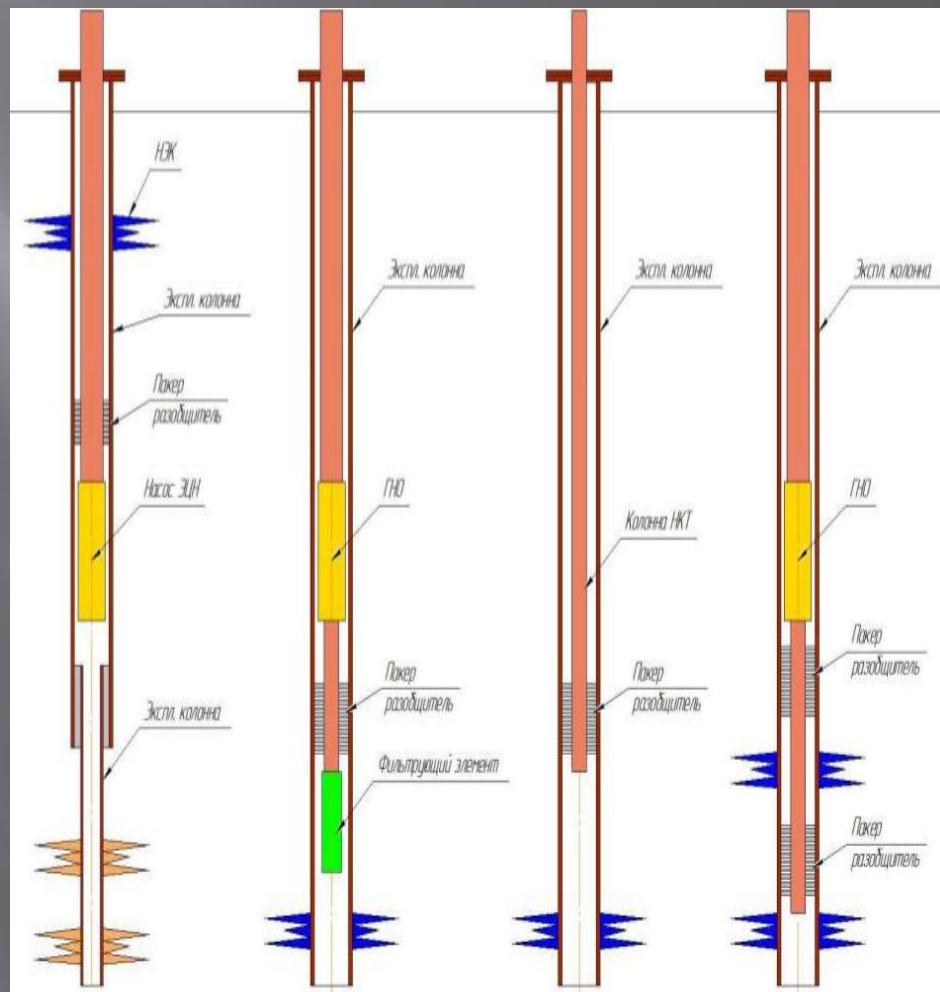 НЭК
Экспл. колонна
Пакер
разобщитель
Насос ЭЦН
Экспл. колонна
Экспл. колонна
ГНО
Пакер
разобщитель
Фильтрующий элемент
Экспл. колонна
Колонна НКТ
Пакер
разобщитель
Экспл. колонна
ГНО
Пакер
разобщитель
Пакер
разобщитель